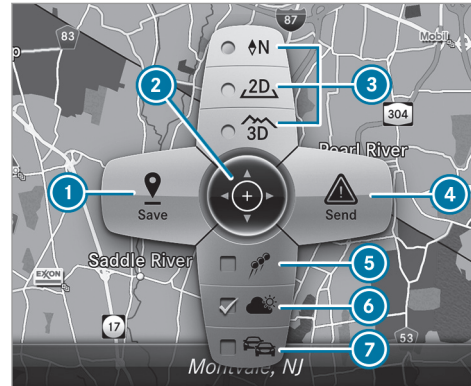 87
83
N
Mobil
2
2D
3
304
3D
Pearl River
1
Save
Send
4
Saddle River
5
EXXON
6
17
53
7
Montvale, NJ